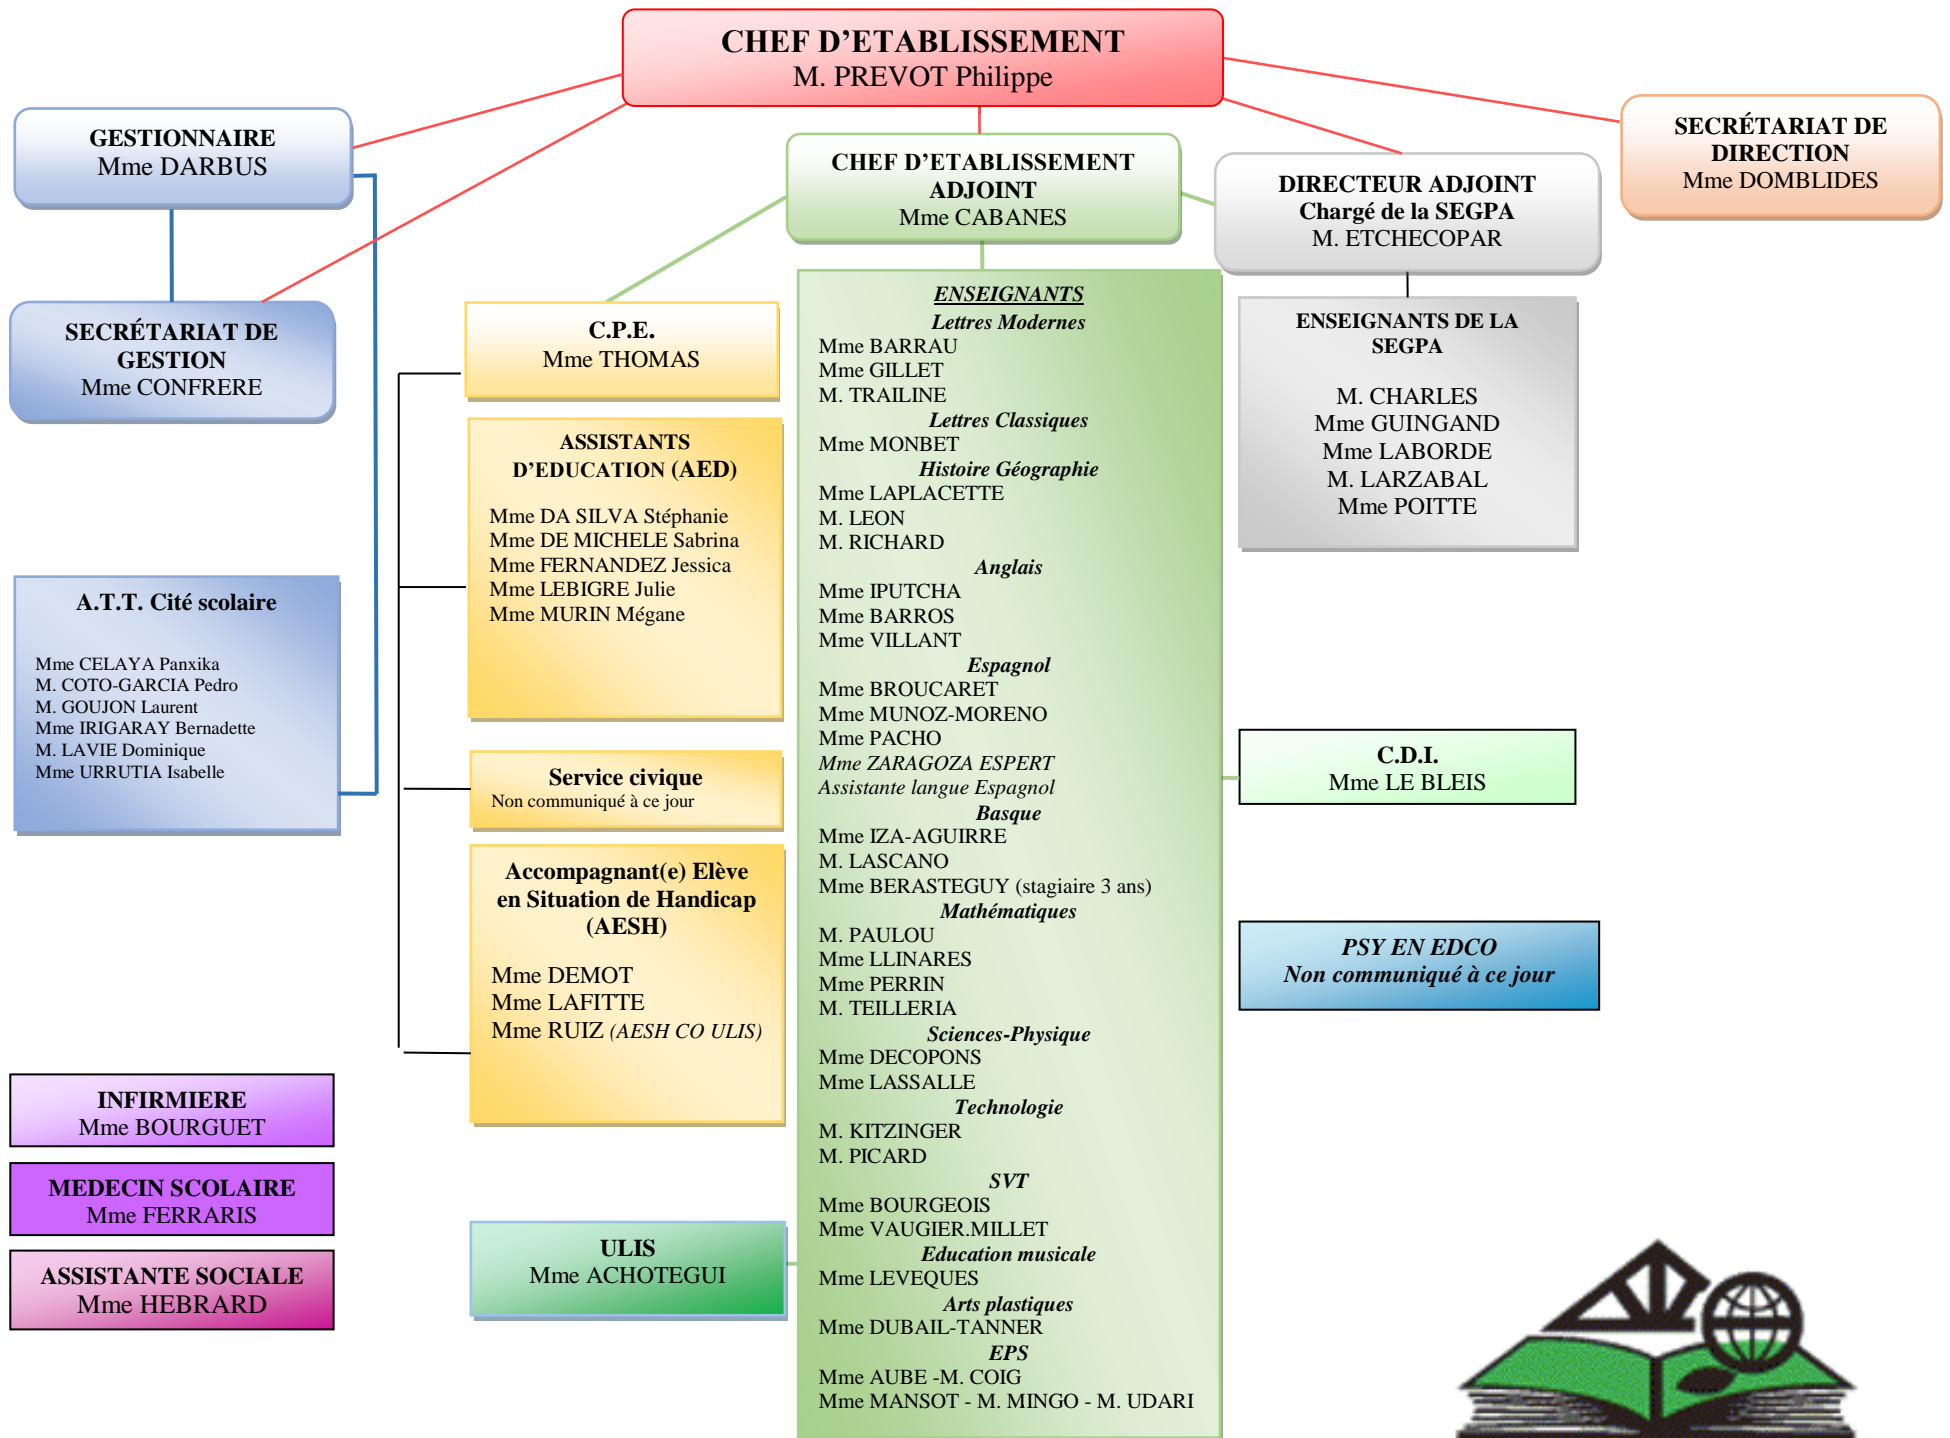 CHEF D'ETABLISSEMENT
M. PREVOT Philippe
GESTIONNAIRE
Mme DARBUS
CHEF D'ETABLISSEMENT
ADJOINT
Mme CABANES
DIRECTEUR ADJOINT
Chargé de la SEGPA
M. ETCHECOPAR
SECRÉTARIAT DE
DIRECTION
Mme DOMBLIDES
SECRÉTARIAT DE
GESTION
Mme CONFRERE
A.T.T. Cité scolaire
Mme CELAYA Panxika
M. COTO-GARCIA Pedro
M. GOUJON Laurent
Mme IRIGARAY Bernadette
M. LAVIE Dominique
Mme URRUTIA Isabelle
INFIRMIERE
Mme BOURGUET
MEDECIN SCOLAIRE
Mme FERRARIS
ASSISTANTE SOCIALE
Mme HEBRARD
C.P.E.
Mme THOMAS
ASSISTANTS
D'EDUCATION (AED)
Mme DA SILVA Stéphanie
Mme DE MICHELE Sabrina
Mme FERNANDEZ Jessica
Mme LEBIGRE Julie
Mme MURIN Mégane
Service civique
Non communiqué à ce jour
Accompagnant(e) Elève
en Situation de Handicap
(AESH)
Mme DEMOT
Mme LAFITTE
Mme RUIZ (AESH CO ULIS)
ULIS
Mme ACHOTEGUI
ENSEIGNANTS
Lettres Modernes
Mme BARRAU
Mme GILLET
M. TRAILINE
Lettres Classiques
Mme MONBET
Histoire Géographie
Mme LAPLACETTE
M. LEON
M. RICHARD
Anglais
Mme IPUTCHA
Mme BARROS
Mme VILLANT
Espagnol
Mme BROUCARET
Mme MUNOZ-MORENO
Mme PACHO
Mme ZARAGOZA ESPERT
Assistante langue Espagnol
Basque
Mme IZA-AGUIRRE
M. LASCANO
Mme BERASTEGUY (stagiaire 3 ans)
Mathématiques
M. PAULOU
Mme LLINARES
Mme PERRIN
M. TEILLERIA
Sciences-Physique
Mme DECOPONS
Mme LASSALLE
Technologie
M. KITZINGER
M. PICARD
SVT
Mme BOURGEOIS
Mme VAUGIER.MILLET
Education musicale
Mme LEVEQUES
Arts plastiques
Mme DUBAIL-TANNER
EPS
Mme AUBE -M. COIG
Mme MANSOT - M. MINGO - M. UDARI
ENSEIGNANTS DE LA
SEGPA
M. CHARLES
Mme GUINGAND
Mme LABORDE
M. LARZABAL
Mme POITTE
C.D.I.
Mme LE BLEIS
PSY EN EDCO
Non communiqué à ce jour